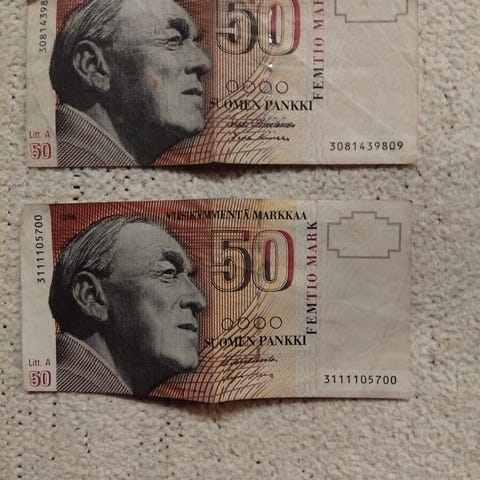 3081439809
50
FEMTIO MARK
SUOMEN PANKKI
Litt. A
50
3081439809
1986
VIISIKYMMENTÄ MARKKAA
3111105700
50
FEMTIO MARK
SUOMEN PANKKI
Litt. A
50
3111105700